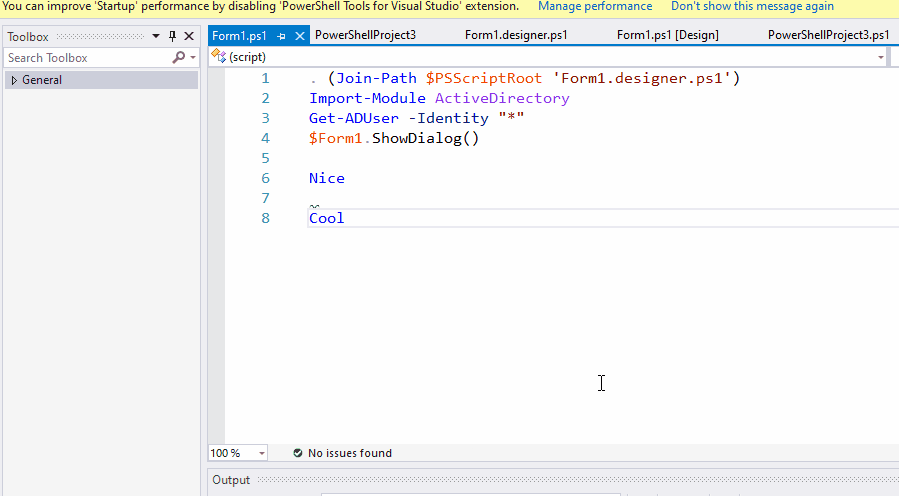 You can improve 'Startup' performance by disabling 'PowerShell Tools for Visual Studio' extension. Manage performance Don't show this message again
Toolbox
Search Toolbox
General
Form1.ps1 PowerShellProject3 Form1.designer.ps1 Form1.ps1 [Design] PowerShellProject3.ps1
(script)
1 . (Join-Path $PSScriptRoot 'Form1.designer.ps1')
2 Import-Module ActiveDirectory
3 Get-ADUser -Identity "*"
4 $Form1.ShowDialog()
5
6 Nice
7
8 Cool
100 % No issues found
Output